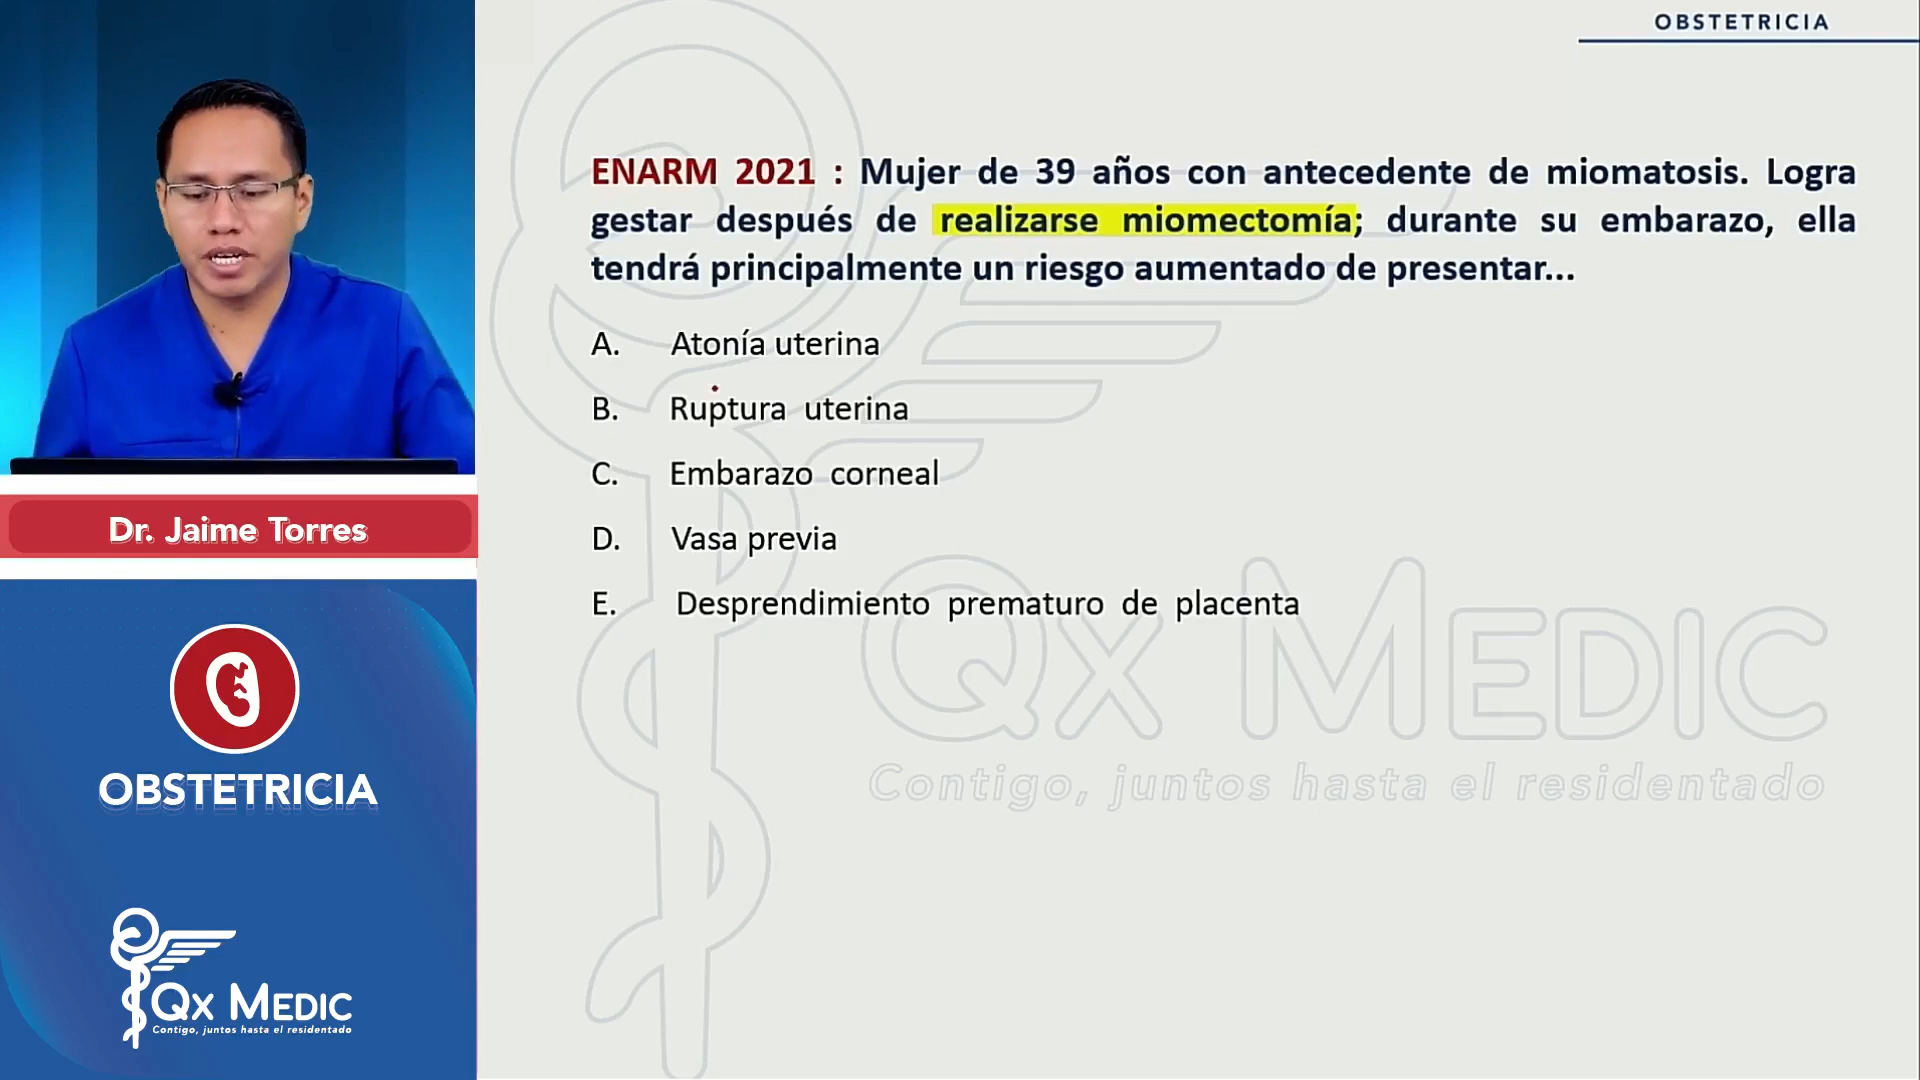 OBSTETRICIA
ENARM 2021 : Mujer de 39 años con antecedente de miomatosis. Logra
gestar después de realizarse miomectomía; durante su embarazo, ella
tendrá principalmente un riesgo aumentado de presentar...
A. Atonía uterina
B. Ruptura uterina
C. Embarazo corneal
D. Vasa previa
E. Desprendimiento prematuro de placenta
Dr. Jaime Torres
OBSTETRICIA
QX MEDIC
Contigo, juntos hasta el residentado
QX MEDIC
Contigo, juntos hasta el residentado